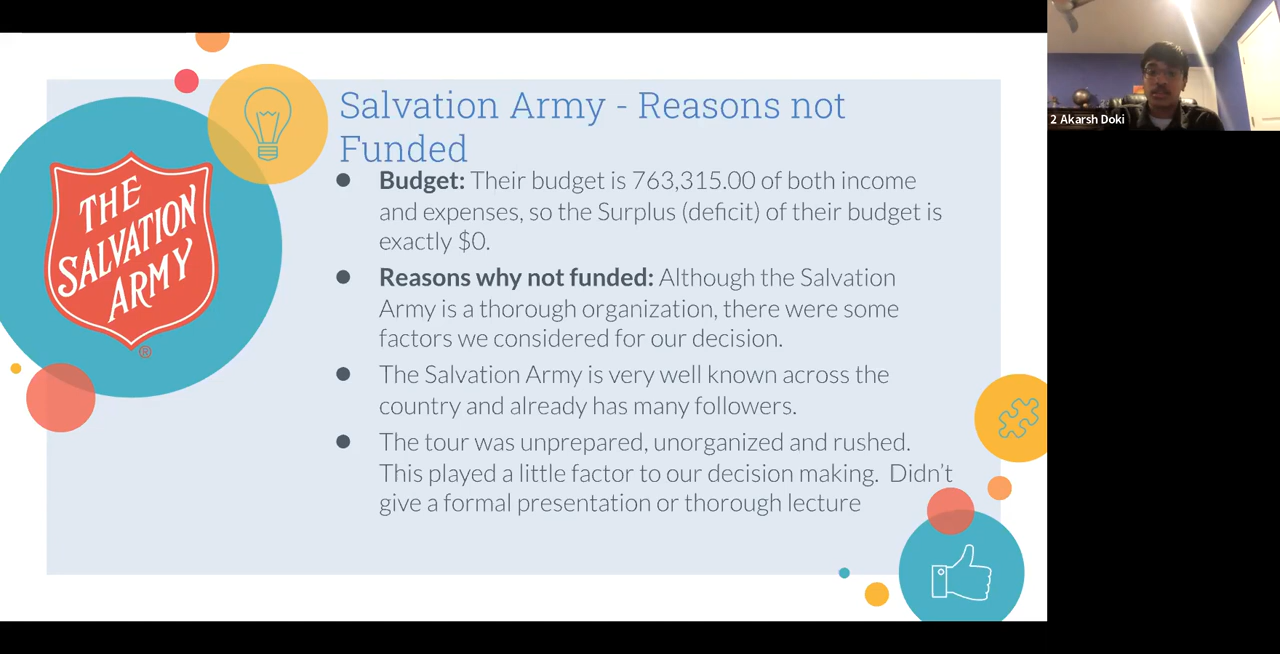 Salvation Army - Reasons not
Funded
● Budget: Their budget is 763,315.00 of both income
and expenses, so the Surplus (deficit) of their budget is
exactly $0.
● Reasons why not funded: Although the Salvation
Army is a thorough organization, there were some
factors we considered for our decision.
● The Salvation Army is very well known across the
country and already has many followers.
● The tour was unprepared, unorganized and rushed.
This played a little factor to our decision making.  Didn't
give a formal presentation or thorough lecture
THE
SALVATION
ARMY
®
2 Akarsh Doki